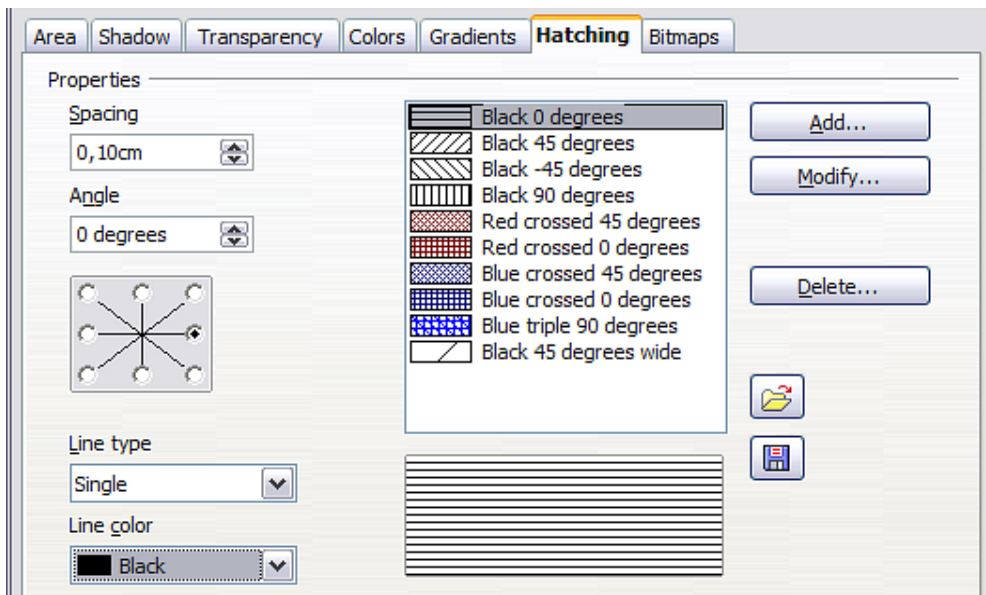 Area Shadow Transparency Colors Gradients Hatching Bitmaps
Properties
Spacing
0,10cm
Angle
0 degrees
Line type
Single
Line color
Black
Black 0 degrees
Black 45 degrees
Black -45 degrees
Black 90 degrees
Red crossed 45 degrees
Red crossed 0 degrees
Blue crossed 45 degrees
Blue crossed 0 degrees
Blue triple 90 degrees
Black 45 degrees wide
Add...
Modify...
Delete...